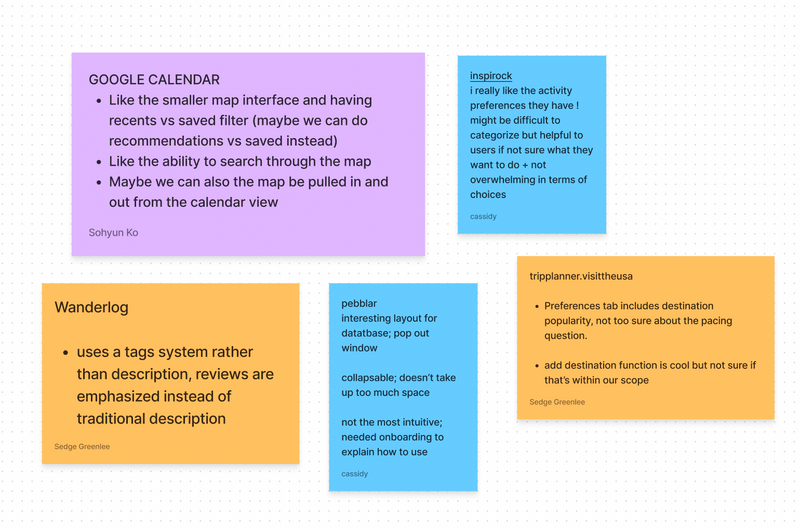 GOOGLE CALENDAR
• Like the smaller map interface and having
recents vs saved filter (maybe we can do
recommendations vs saved instead)
• Like the ability to search through the map
• Maybe we can also the map be pulled in and
out from the calendar view
Sohyun Ko
inspirock
i really like the activity
preferences they have !
might be difficult to
categorize but helpful to
users if not sure what they
want to do + not
overwhelming in terms of
choices
cassidy
Wanderlog
• uses a tags system rather
than description, reviews are
emphasized instead of
traditional description
Sedge Greenlee
pebblar
interesting layout for
datatbase; pop out
window
collapsable; doesn't take
up too much space
not the most intuitive;
needed onboarding to
explain how to use
cassidy
tripplanner.visittheusa
• Preferences tab includes destination
popularity, not too sure about the pacing
question.
• add destination function is cool but not sure if
that's within our scope
Sedge Greenlee